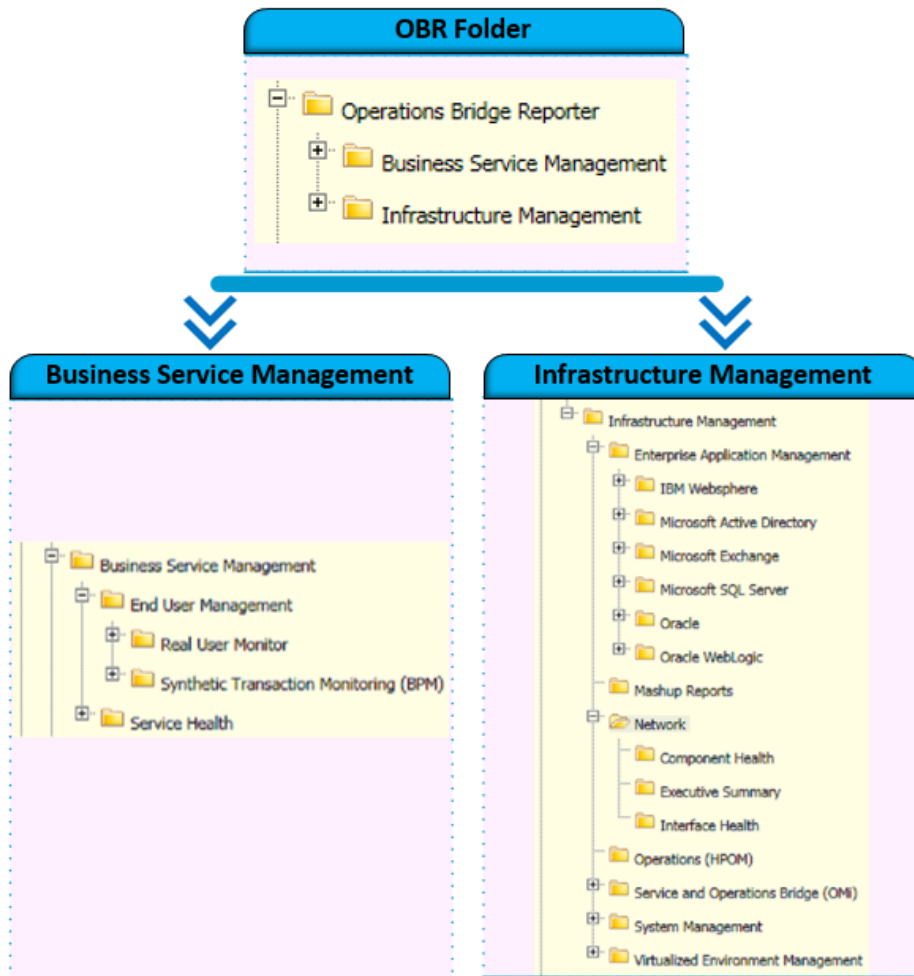 OBR Folder
Operations Bridge Reporter
Business Service Management
Infrastructure Management
Business Service Management
Business Service Management
End User Management
Real User Monitor
Synthetic Transaction Monitoring (BPM)
Service Health
Infrastructure Management
Infrastructure Management
Enterprise Application Management
IBM Websphere
Microsoft Active Directory
Microsoft Exchange
Microsoft SQL Server
Oracle
Oracle WebLogic
Mashup Reports
Network
Component Health
Executive Summary
Interface Health
Operations (HPOM)
Service and Operations Bridge (OMi)
System Management
Virtualized Environment Management